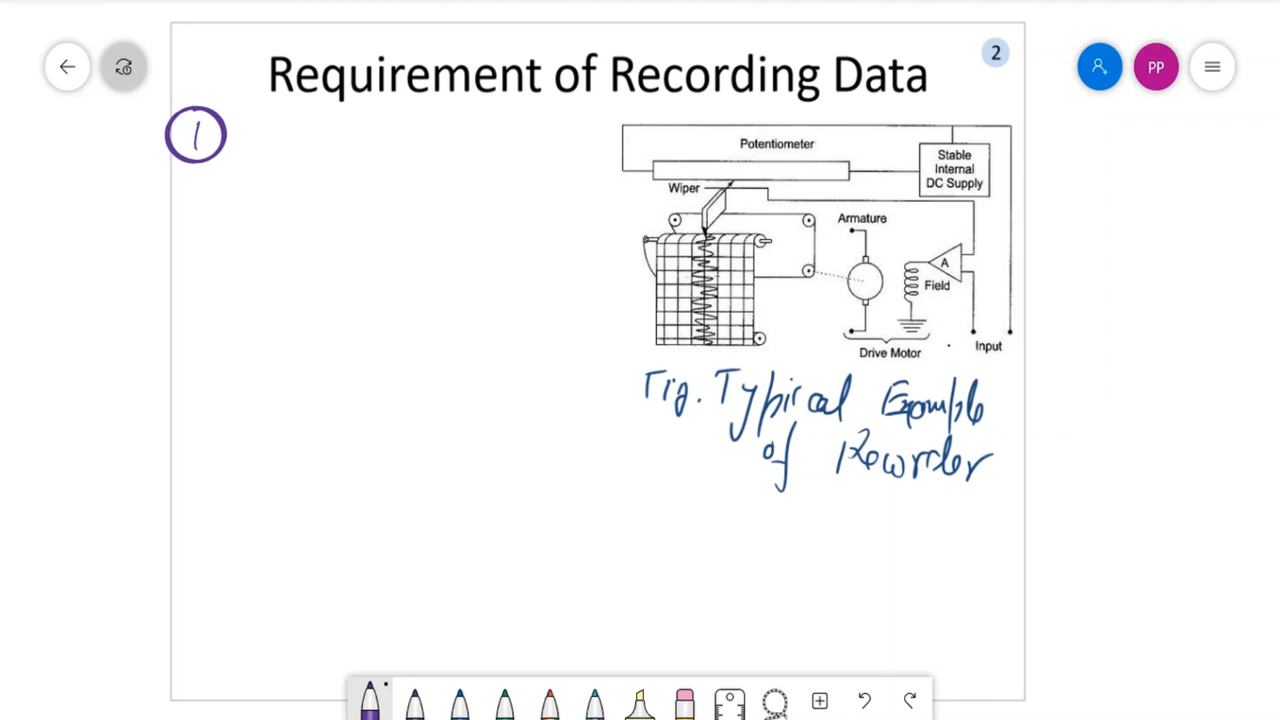 Requirement of Recording Data
2
PP
1
Potentiometer
Stable
Internal
DC Supply
Wiper
Armature
A
Field
Input
Drive Motor
Fig. Typical Example
of Recorder